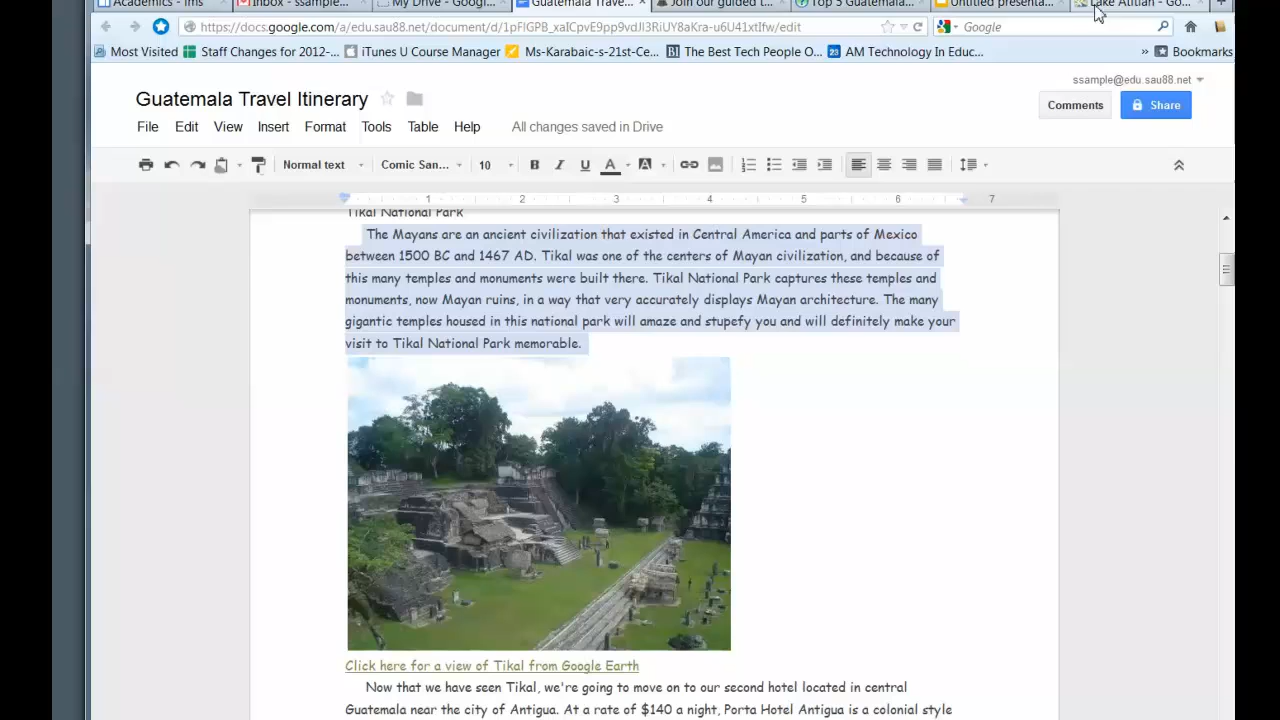 Academics - Ims
Inbox - ssample...
My Drive - Googl...
Guatemala Trave...
Join our guided t...
Top 5 Guatemala...
Untitled presenta...
Lake Atitlan - Go...
https://docs.google.com/a/edu.sau88.net/document/d/1pFlGPB_xaICpvE9pp9vdJl3RiUY8aKra-u6U41xtIfw/edit
Google
Most Visited
Staff Changes for 2012-...
iTunes U Course Manager
Ms-Karabaic-s-21st-Ce...
The Best Tech People O...
AM Technology In Educ...
»
Bookmarks
ssample@edu.sau88.net
Guatemala Travel Itinerary
Comments
Share
File Edit View Insert Format Tools Table Help All changes saved in Drive
Normal text Comic San... 10 B I U A A
1 2 3 4 5 6 7
Tikal National Park
The Mayans are an ancient civilization that existed in Central America and parts of Mexico
between 1500 BC and 1467 AD. Tikal was one of the centers of Mayan civilization, and because of
this many temples and monuments were built there. Tikal National Park captures these temples and
monuments, now Mayan ruins, in a way that very accurately displays Mayan architecture. The many
gigantic temples housed in this national park will amaze and stupefy you and will definitely make your
visit to Tikal National Park memorable.
Click here for a view of Tikal from Google Earth
Now that we have seen Tikal, we're going to move on to our second hotel located in central
Guatemala near the city of Antigua. At a rate of $140 a night, Porta Hotel Antigua is a colonial style